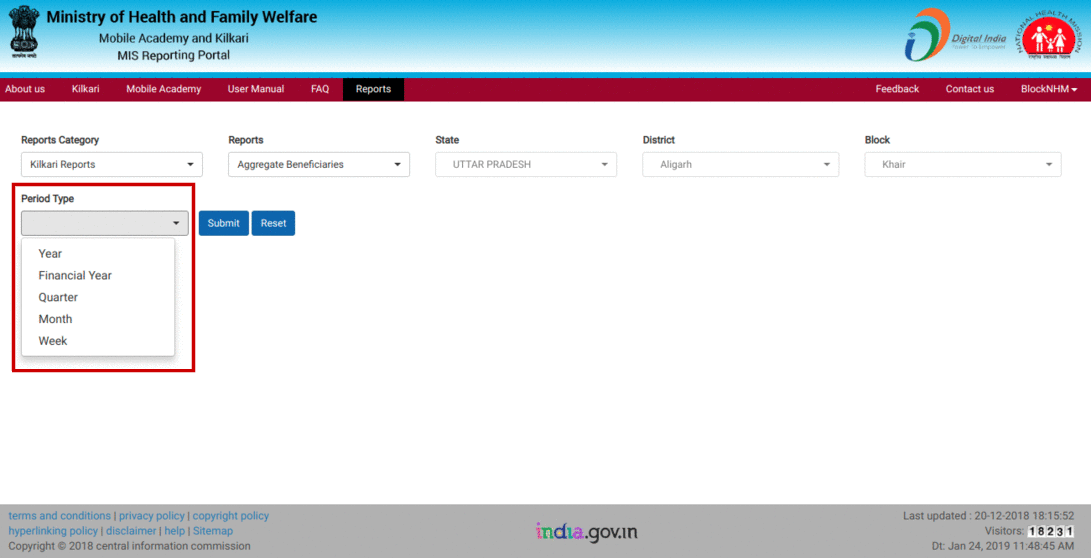 Ministry of Health and Family Welfare
Mobile Academy and Kilkari
MIS Reporting Portal
सत्यमेव जयते
Digital India
Power To Empower
NATIONAL HEALTH MISSION
राष्ट्रीय स्वास्थ्य मिशन
About us Kilkari Mobile Academy User Manual FAQ Reports Feedback Contact us BlockNHM
Reports Category Reports State District Block
Kilkari Reports Aggregate Beneficiaries UTTAR PRADESH Aligarh Khair
Period Type
Submit Reset
Year
Financial Year
Quarter
Month
Week
terms and conditions | privacy policy | copyright policy
hyperlinking policy | disclaimer | help | Sitemap
Copyright © 2018 central information commission
india.gov.in
Last updated : 20-12-2018 18:15:52
Visitors: 18231
Dt: Jan 24, 2019 11:48:45 AM